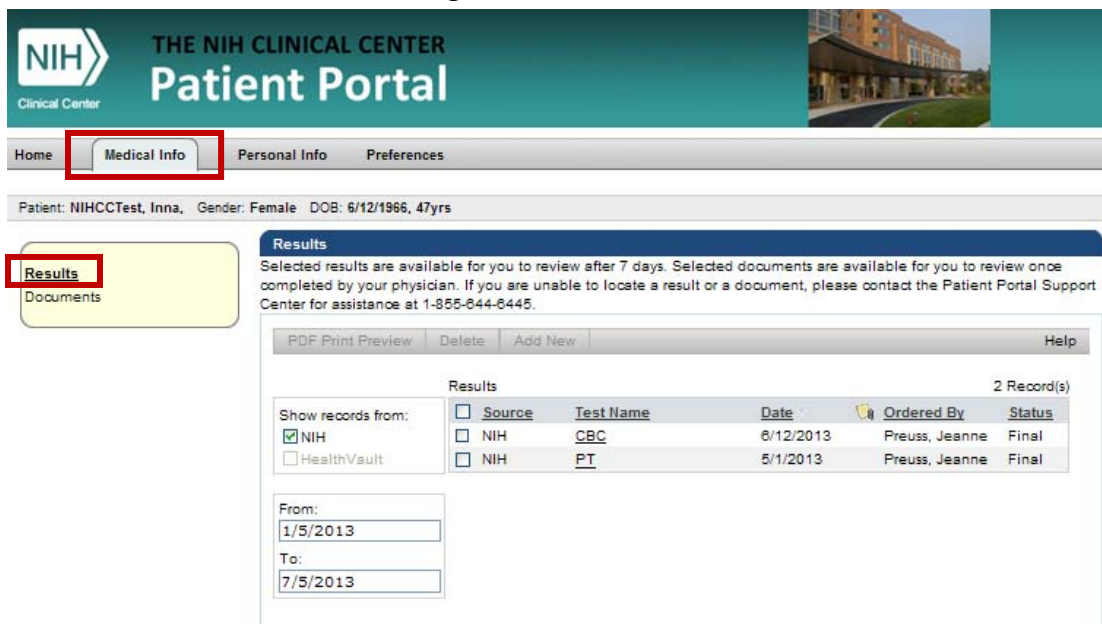 NIH
Clinical Center
THE NIH CLINICAL CENTER
Patient Portal
Home Medical Info Personal Info Preferences
Patient: NIHCCTest, Inna, Gender: Female DOB: 6/12/1966, 47yrs
Results
Documents
Results
Selected results are available for you to review after 7 days. Selected documents are available for you to review once
completed by your physician. If you are unable to locate a result or a document, please contact the Patient Portal Support
Center for assistance at 1-855-644-6445.
PDF Print Preview Delete Add New Help
Results 2 Record(s)
Show records from:
NIH
HealthVault
Source Test Name Date Ordered By Status
NIH CBC 6/12/2013 Preuss, Jeanne Final
NIH PT 5/1/2013 Preuss, Jeanne Final
From:
1/5/2013
To:
7/5/2013